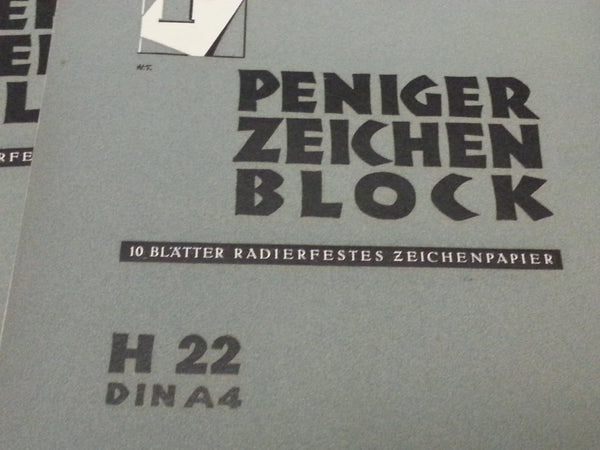 P
PENIGER
ZEICHEN
BLOCK
10 BLÄTTER RADIERFESTES ZEICHENPAPIER
H 22
DIN A4